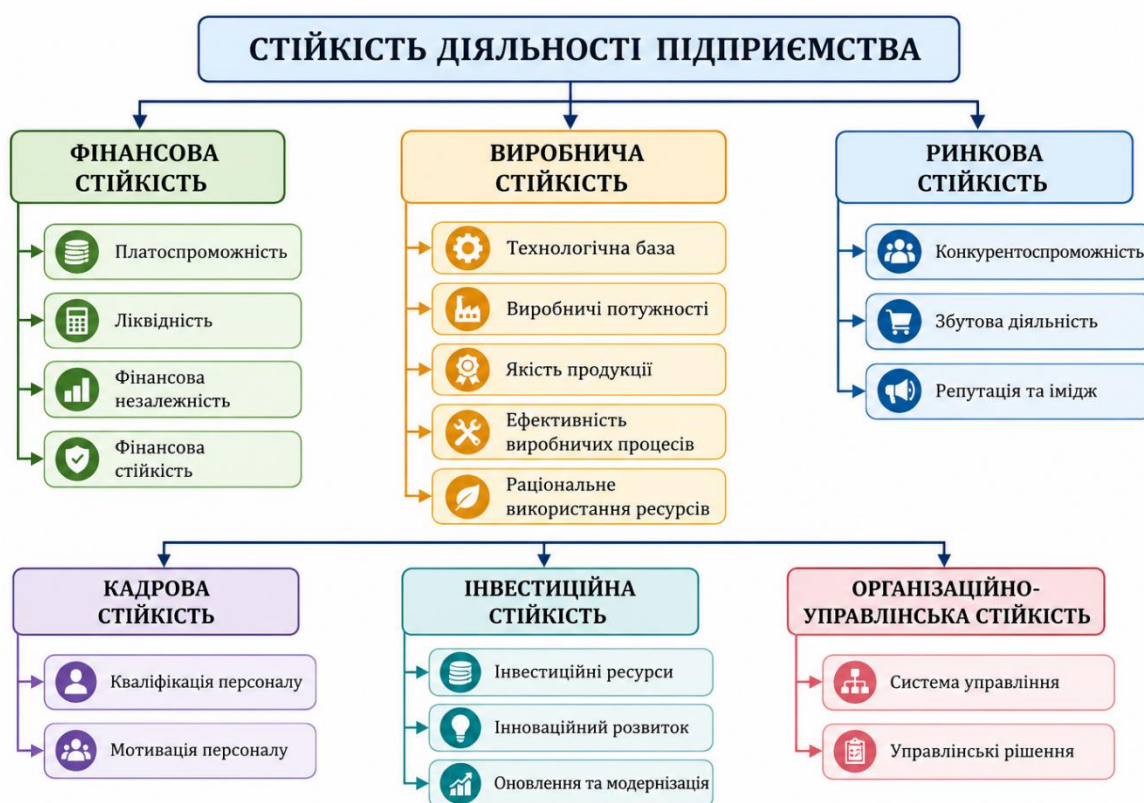 СТІЙКІСТЬ ДІЯЛЬНОСТІ ПІДПРИЄМСТВА
ФІНАНСОВА
СТІЙКІСТЬ
Платоспроможність
Ліквідність
Фінансова
незалежність
Фінансова
стійкість
ВИРОБНИЧА
СТІЙКІСТЬ
Технологічна база
Виробничі потужності
Якість продукції
Ефективність
виробничих процесів
Раціональне
використання ресурсів
РИНКОВА
СТІЙКІСТЬ
Конкурентоспроможність
Збутова діяльність
Репутація та імідж
КАДРОВА
СТІЙКІСТЬ
Кваліфікація персоналу
Мотивація персоналу
ІНВЕСТИЦІЙНА
СТІЙКІСТЬ
Інвестиційні ресурси
Інноваційний розвиток
Оновлення та модернізація
ОРГАНІЗАЦІЙНО-
УПРАВЛІНСЬКА СТІЙКІСТЬ
Система управління
Управлінські рішення